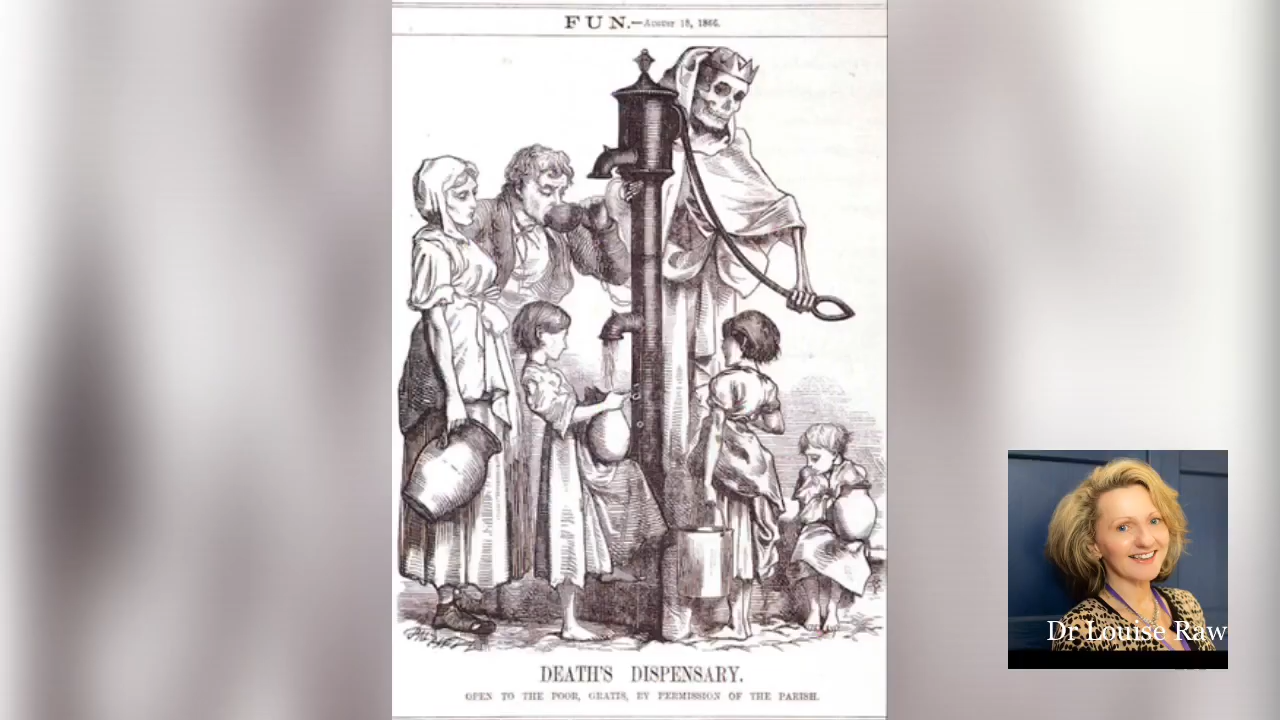 FUN.—August 18, 1866.
DEATH'S DISPENSARY.
OPEN TO THE POOR, GRATIS, BY PERMISSION OF THE PARISH.
Dr Louise Raw